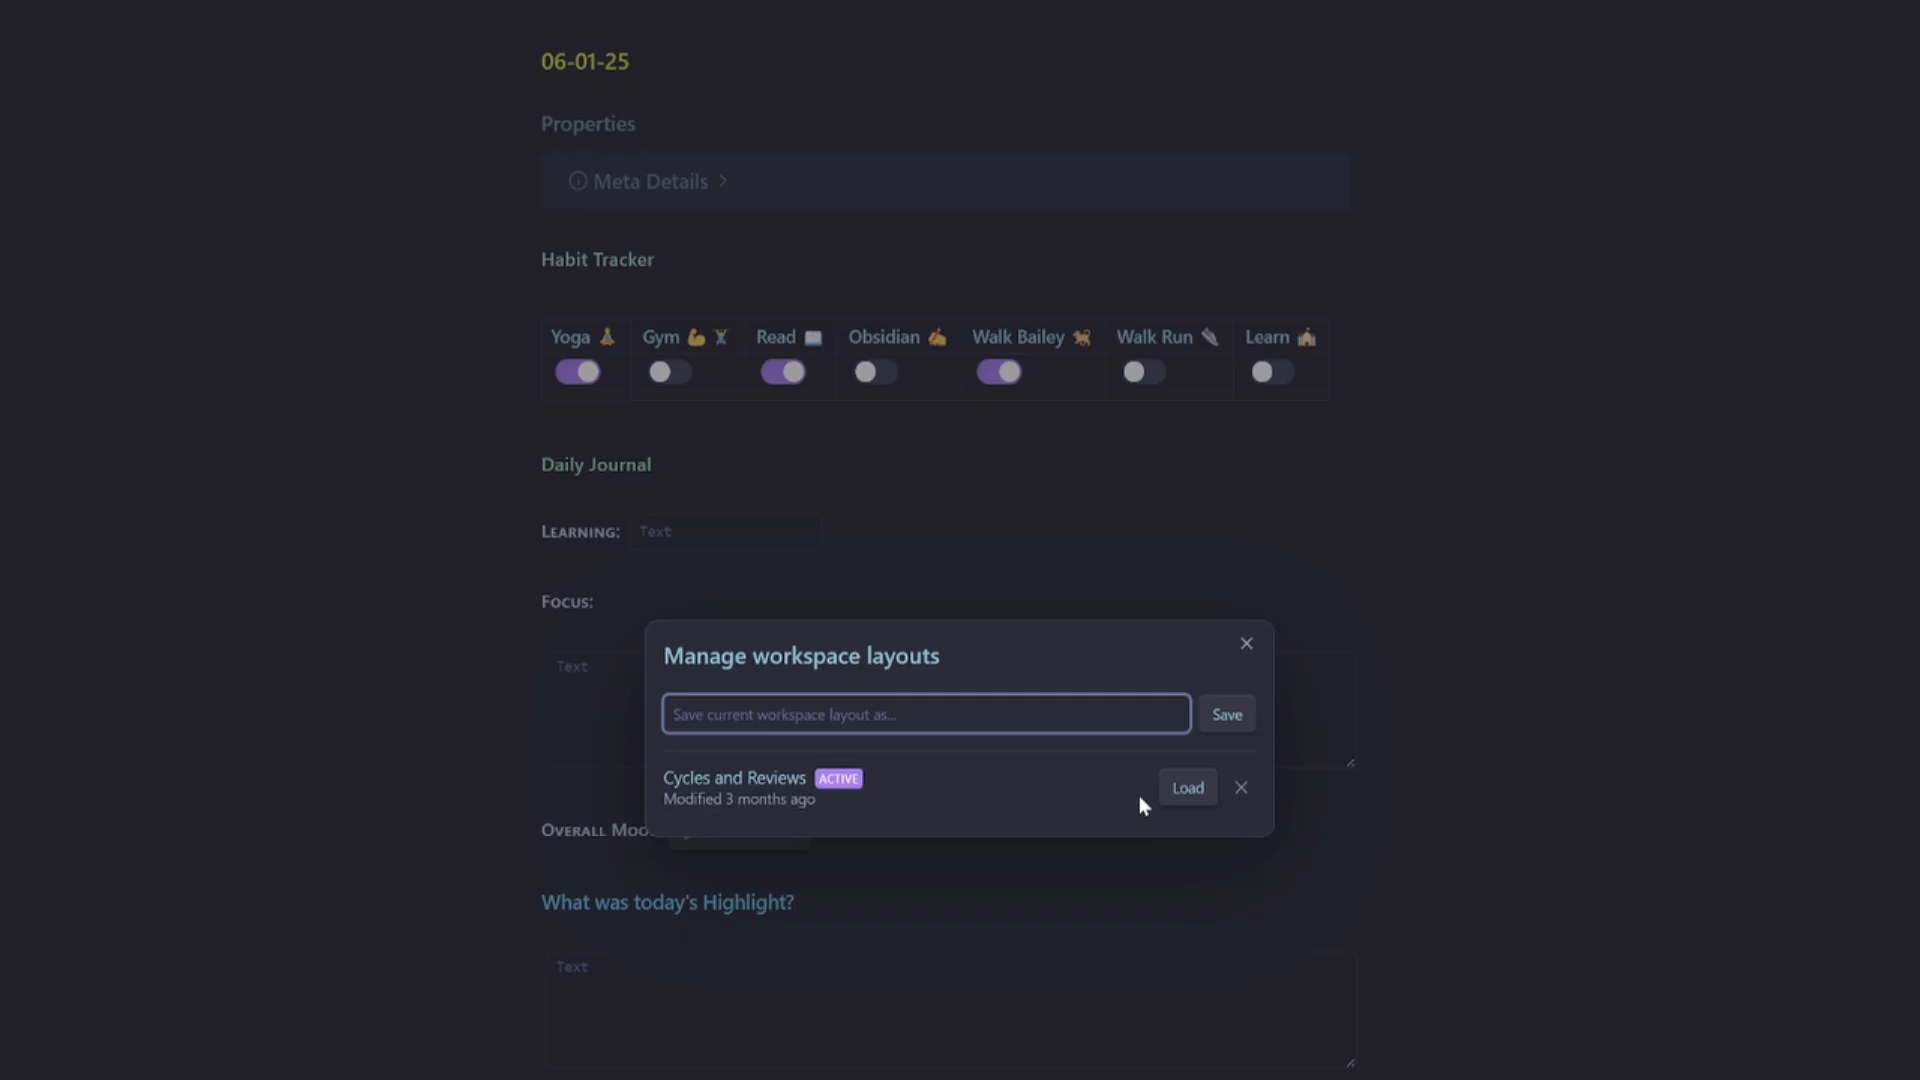 06-01-25
Properties
Meta Details
Habit Tracker
Yoga Gym Read Obsidian Walk Bailey Walk Run Learn
Daily Journal
LEARNING: Text
FOCUS:
Text
Manage workspace layouts
Save current workspace layout as...
Save
Cycles and Reviews ACTIVE
Modified 3 months ago
Load
OVERALL
What was today's Highlight?
Text